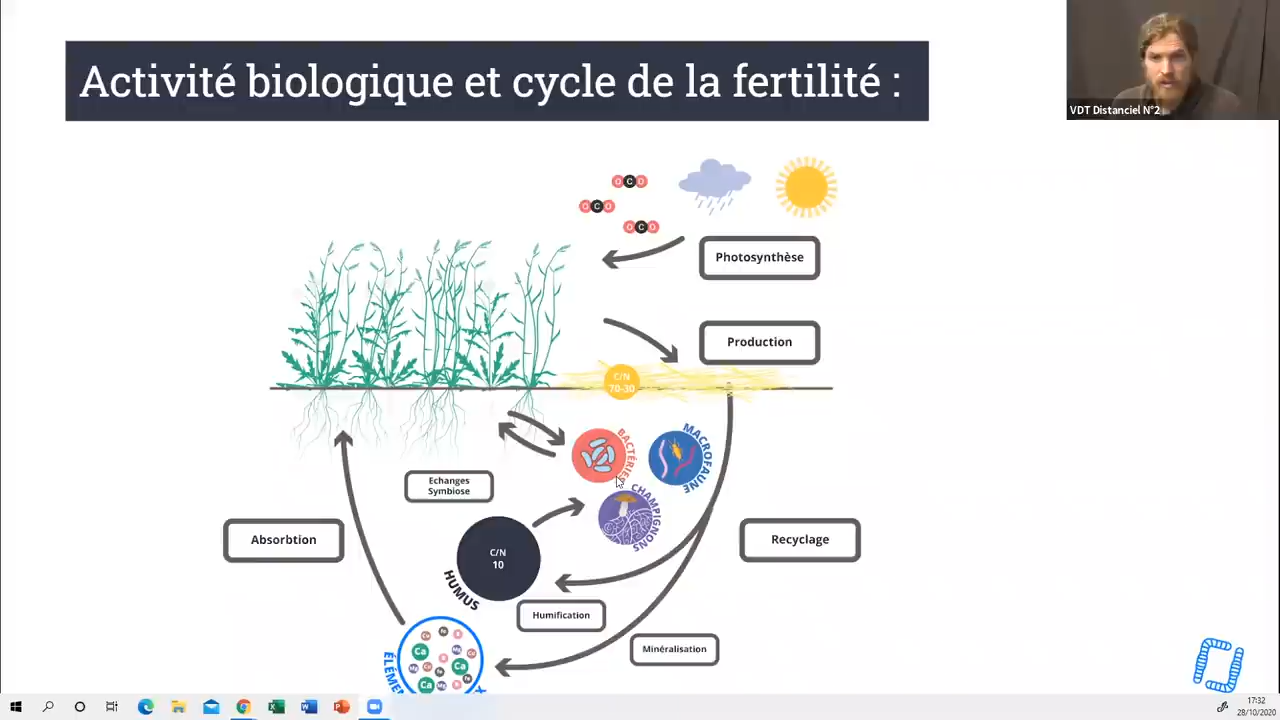 Activité biologique et cycle de la fertilité :
VDT Distanciel N°2
O C O
O C O
O C O
Photosynthèse
Production
C/N
70-30
BACTÉRIES
MACROFAUNE
CHAMPIGNONS
Echanges
Symbiose
Absorbtion
Recyclage
C/N
10
HUMUS
Humification
Minéralisation
Ca
Ca
Ca
17:32
28/10/2020